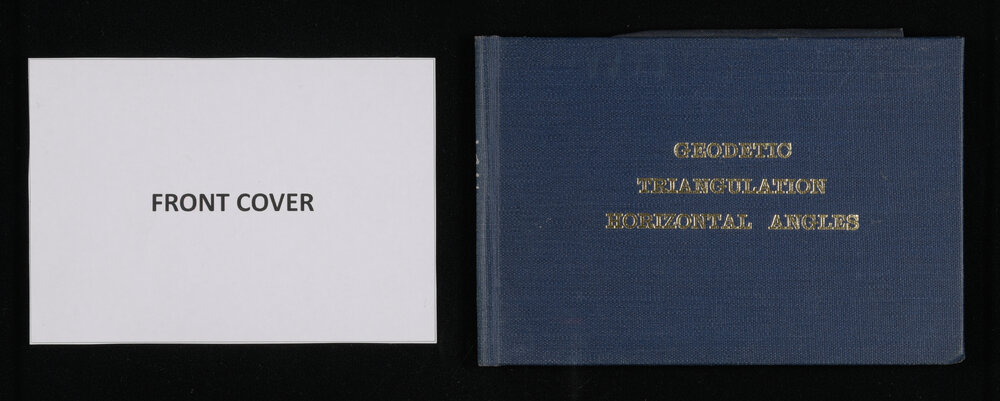 FRONT COVER
GEODETIC
TRIANGULATION
HORIZONTAL ANGLES